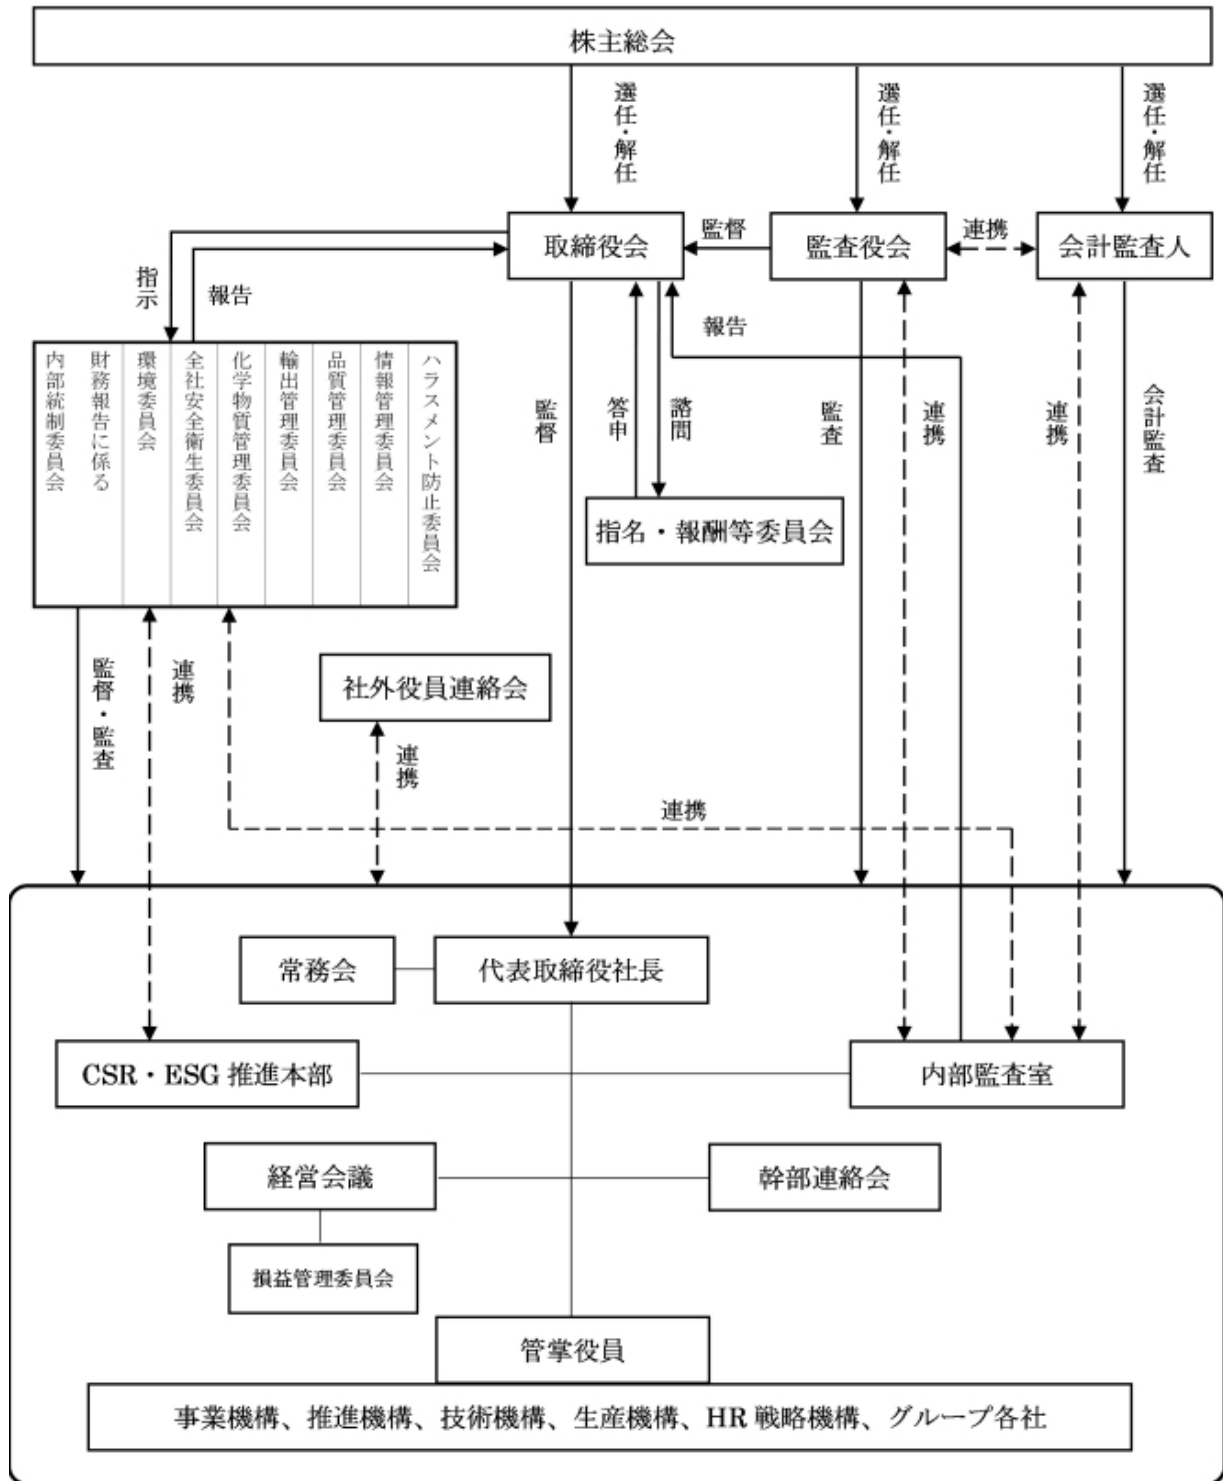 株主総会
選任・解任
選任・解任
選任・解任
取締役会
監督
監査役会
連携
会計監査人
指示
報告
報告
財務報告に係る
内部統制委員会
環境委員会
全社安全衛生委員会
化学物質管理委員会
輸出管理委員会
品質管理委員会
情報管理委員会
ハラスメント防止委員会
監督
答申
諮問
監査
連携
連携
会計監査
指名・報酬等委員会
監督・監査
連携
社外役員連絡会
連携
連携
常務会
代表取締役社長
CSR・ESG 推進本部
内部監査室
経営会議
幹部連絡会
損益管理委員会
管掌役員
事業機構、推進機構、技術機構、生産機構、HR 戦略機構、グループ各社